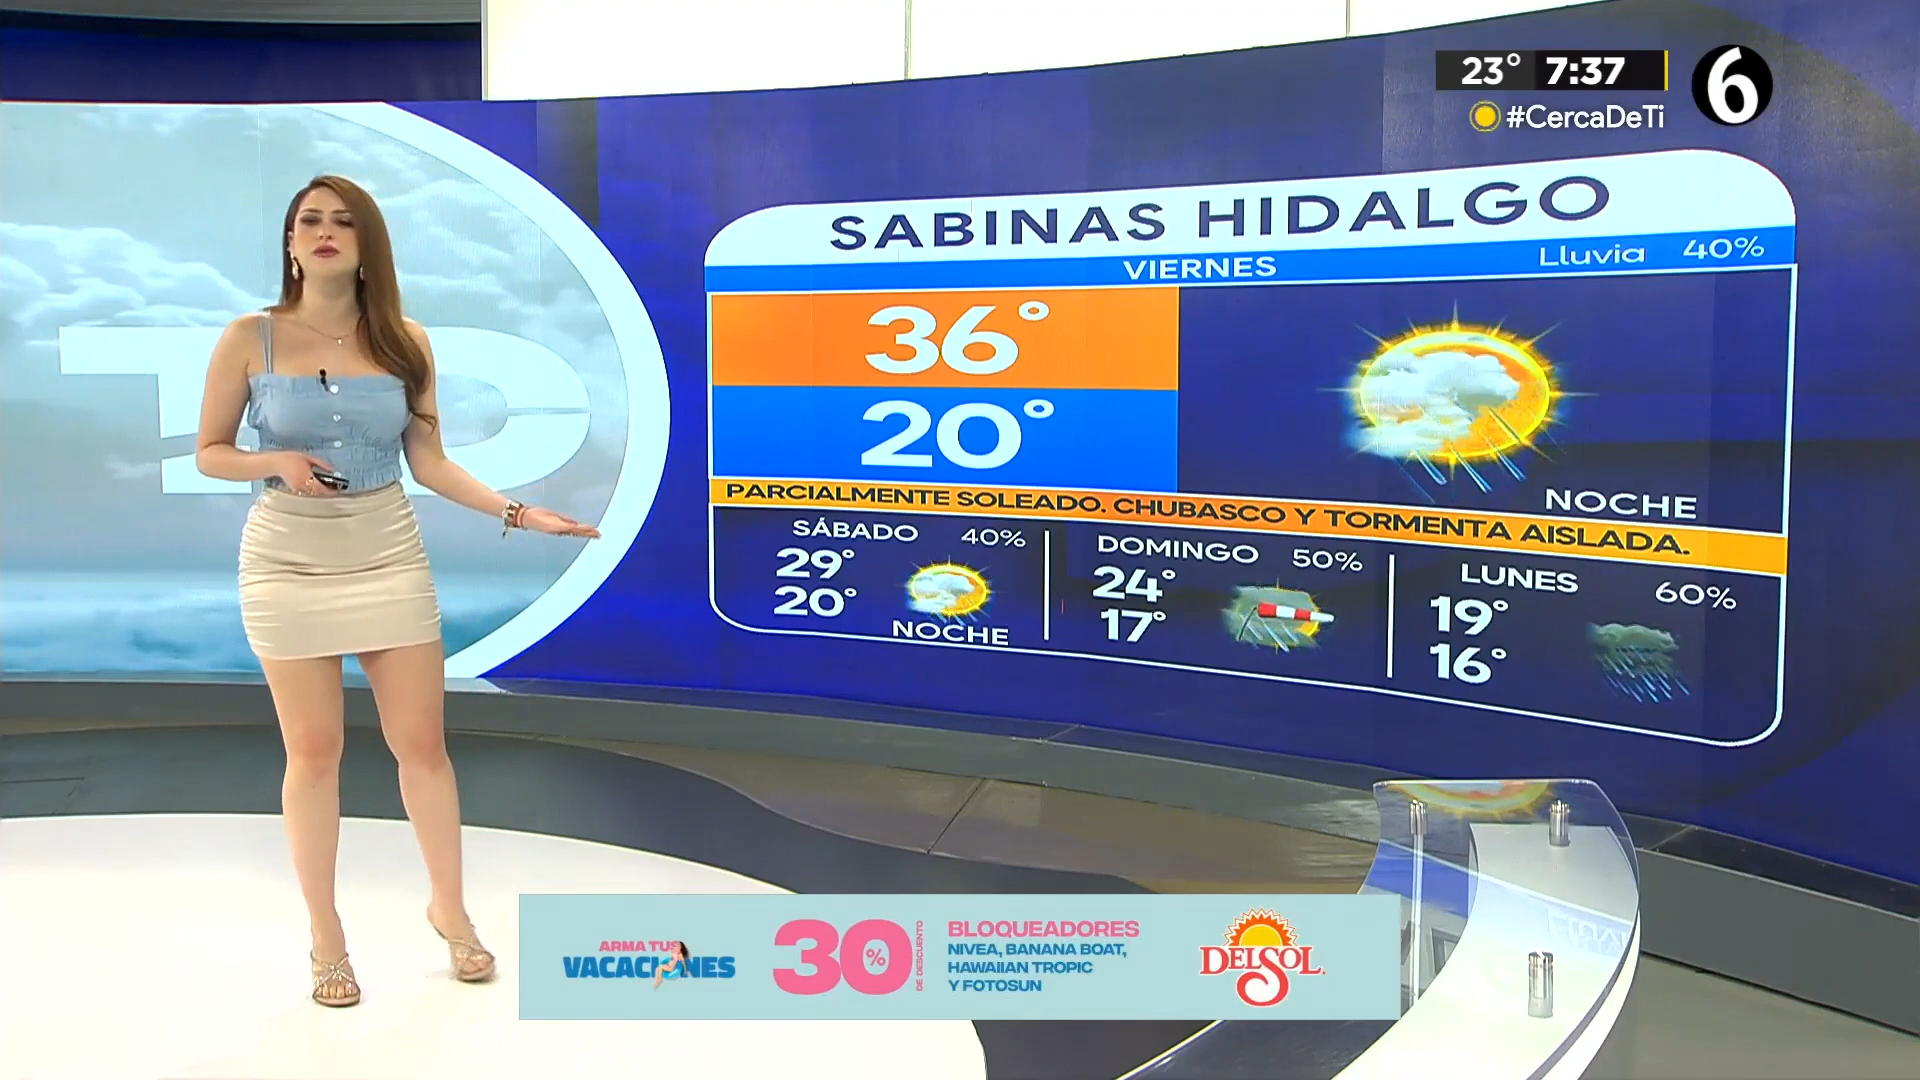 23° 7:37
6
#CercaDeTi
SABINAS HIDALGO
VIERNES
Lluvia 40%
36°
20°
NOCHE
PARCIALMENTE SOLEADO. CHUBASCO Y TORMENTA AISLADA.
SÁBADO 40%
29°
20°
NOCHE
DOMINGO 50%
24°
17°
LUNES 60%
19°
16°
ARMA TUS
VACACIONES
30%
DE DESCUENTO
BLOQUEADORES
NIVEA, BANANA BOAT,
HAWAIIAN TROPIC
Y FOTOSUN
DELSOL